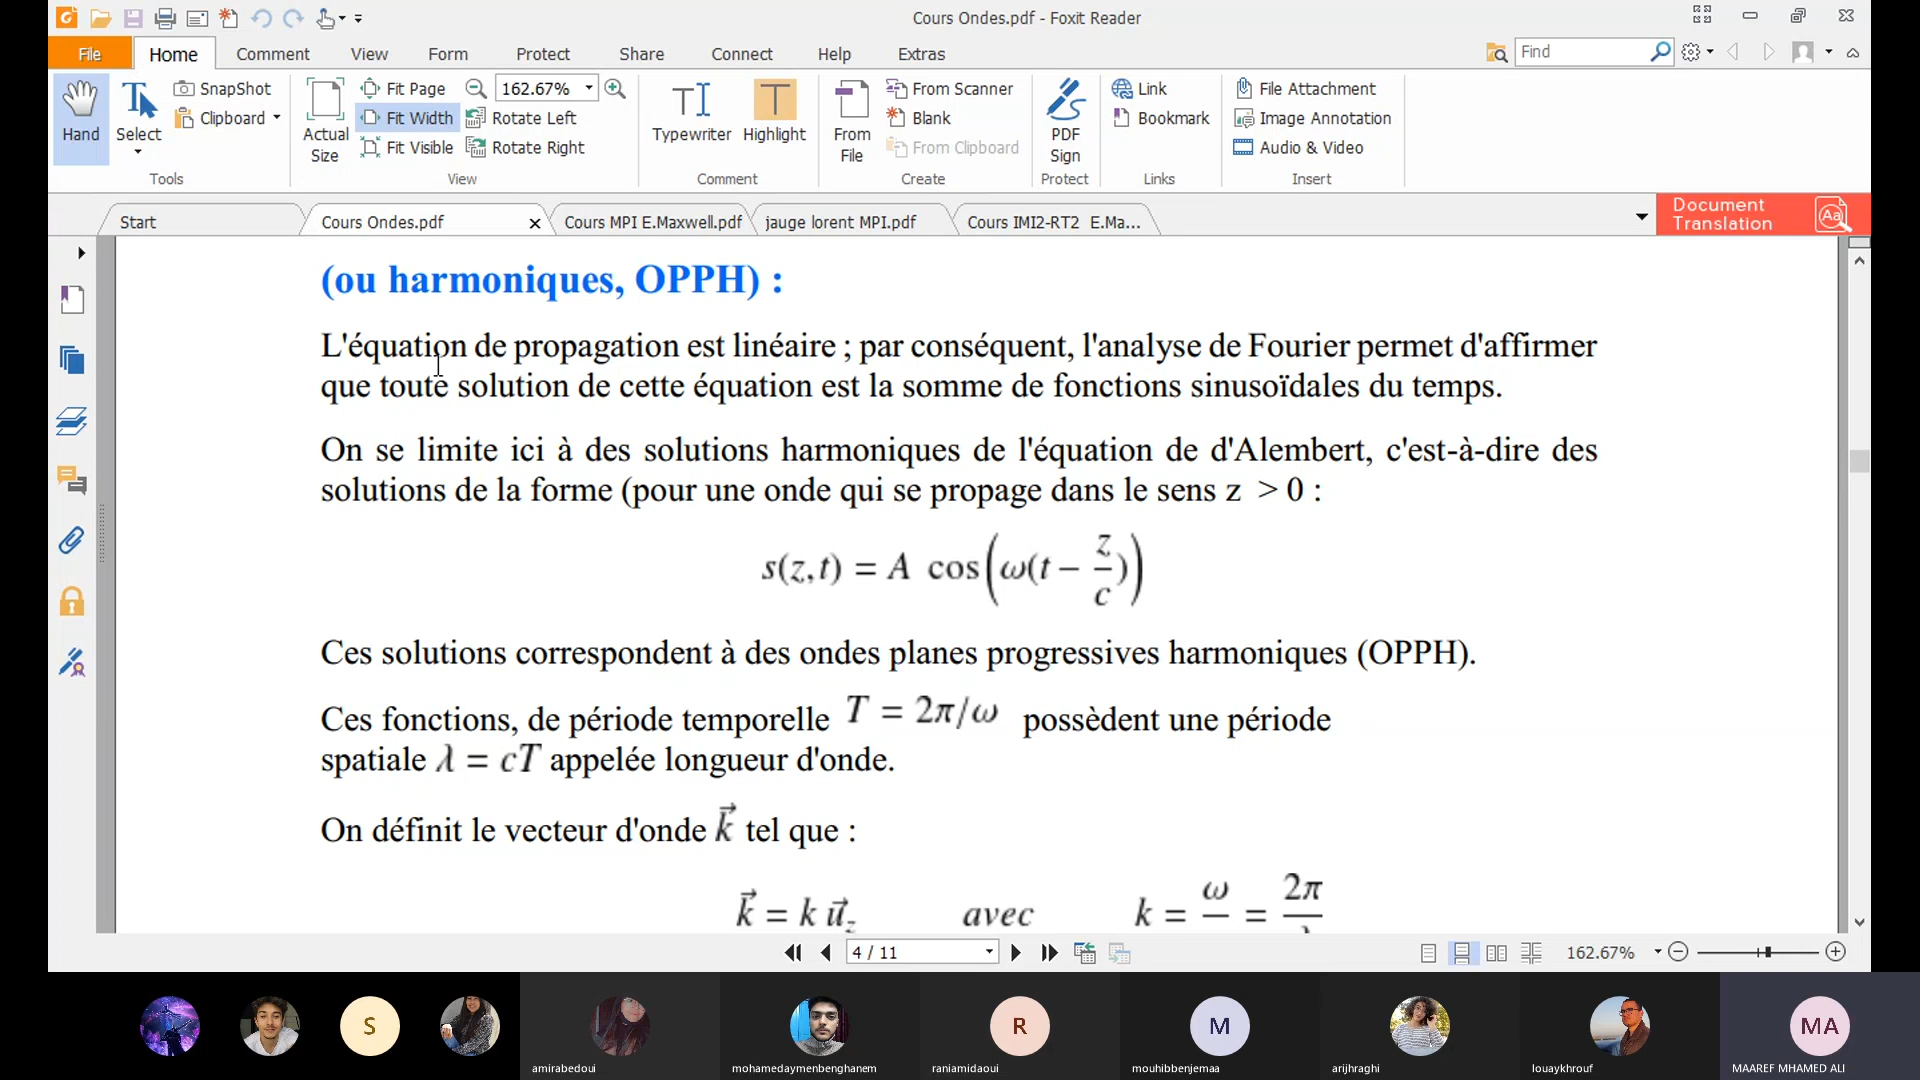 Cours Ondes.pdf - Foxit Reader
File Home Comment View Form Protect Share Connect Help Extras Find
SnapShot Fit Page 162.67% From Scanner Link File Attachment
Clipboard Fit Width Rotate Left Blank Bookmark Image Annotation
Hand Select Actual Size Fit Visible Rotate Right Typewriter Highlight From File From Clipboard PDF Sign Audio & Video
Tools View Comment Create Protect Links Insert
Start Cours Ondes.pdf Cours MPI E.Maxwell.pdf jauge lorent MPI.pdf Cours IMI2-RT2 E.Ma... Document Translation
(ou harmoniques, OPPH) :
L'équation de propagation est linéaire ; par conséquent, l'analyse de Fourier permet d'affirmer
que toute solution de cette équation est la somme de fonctions sinusoïdales du temps.
On se limite ici à des solutions harmoniques de l'équation de d'Alembert, c'est-à-dire des
solutions de la forme (pour une onde qui se propage dans le sens z > 0 :
s(z,t) = A cos(ω(t − z/c))
Ces solutions correspondent à des ondes planes progressives harmoniques (OPPH).
Ces fonctions, de période temporelle T = 2π/ω possèdent une période
spatiale λ = cT appelée longueur d'onde.
On définit le vecteur d'onde k⃗ tel que :
k⃗ = k u⃗z avec k = ω/ = 2π/
4 / 11 162.67%
S R M MA
amirabedoui mohamedaymenbenghanem raniamidaoui mouhibbenjemaa arijhraghi louaykhrouf MAAREF MHAMED ALI